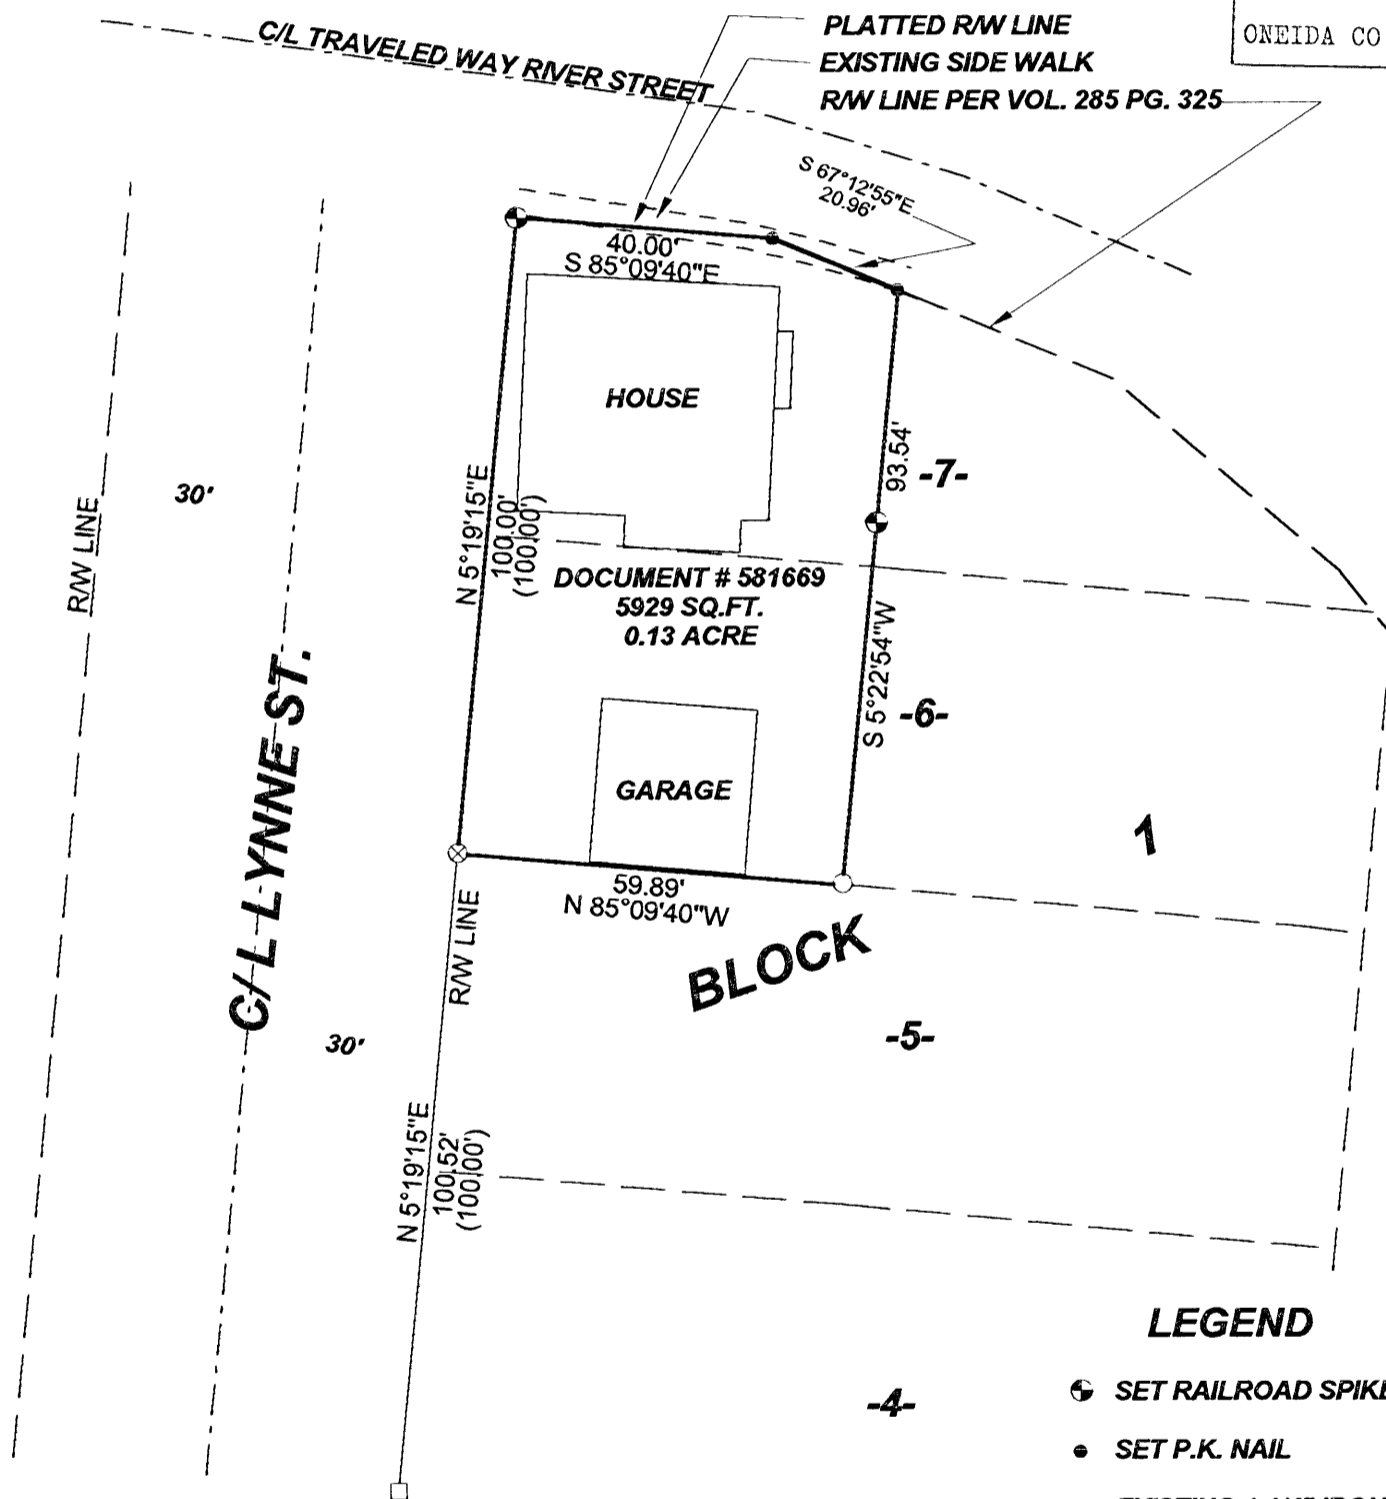 ONEIDA CO
PLATTED R/W LINE
EXISTING SIDE WALK
R/W LINE PER VOL. 285 PG. 325
C/L TRAVELED WAY RIVER STREET
S 67°12'55"E
20.96'
40.00'
S 85°09'40"E
HOUSE
93.54'
-7-
30'
R/W LINE
N 5°19'15"E
100.00'
(100.00')
DOCUMENT # 581669
5929 SQ.FT.
0.13 ACRE
S 5°22'54"W
-6-
C/L LYNNE ST.
GARAGE
1
59.89'
N 85°09'40"W
R/W LINE
BLOCK
30'
-5-
N 5°19'15"E
100.52'
(100.00')
LEGEND
SET RAILROAD SPIKE
-4-
SET P.K. NAIL